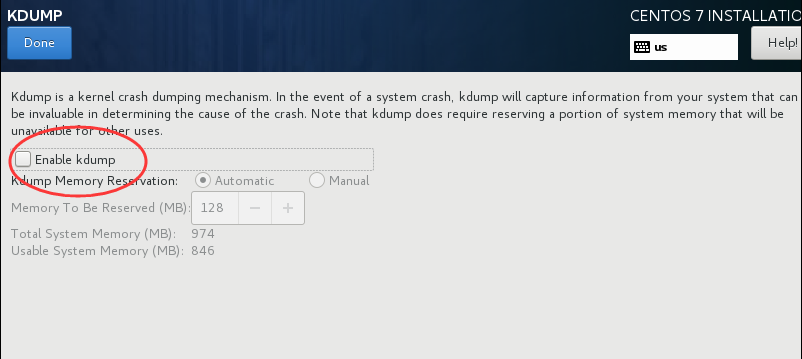 KDUMP
CENTOS 7 INSTALLATIO
Done
us
Help!
Kdump is a kernel crash dumping mechanism. In the event of a system crash, kdump will capture information from your system that can
be invaluable in determining the cause of the crash. Note that kdump does require reserving a portion of system memory that will be
unavailable for other uses.
Enable kdump
Kdump Memory Reservation: Automatic Manual
Memory To Be Reserved (MB): 128 − +
Total System Memory (MB): 974
Usable System Memory (MB): 846